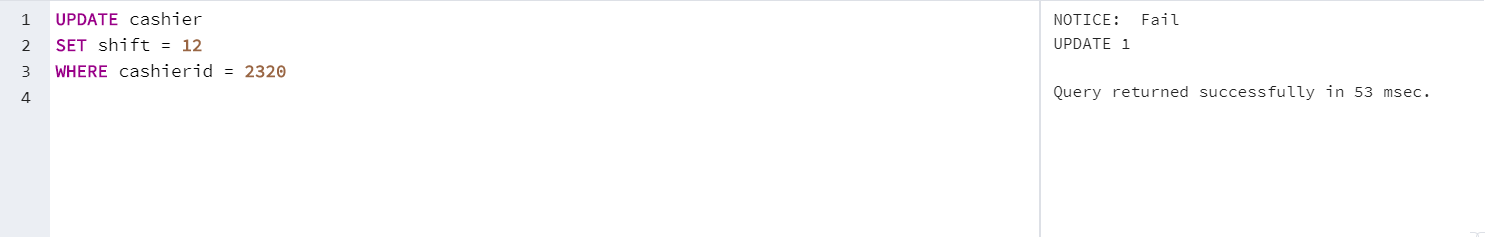 1 UPDATE cashier
2 SET shift = 12
3 WHERE cashierid = 2320
4
NOTICE:  Fail
UPDATE 1
Query returned successfully in 53 msec.